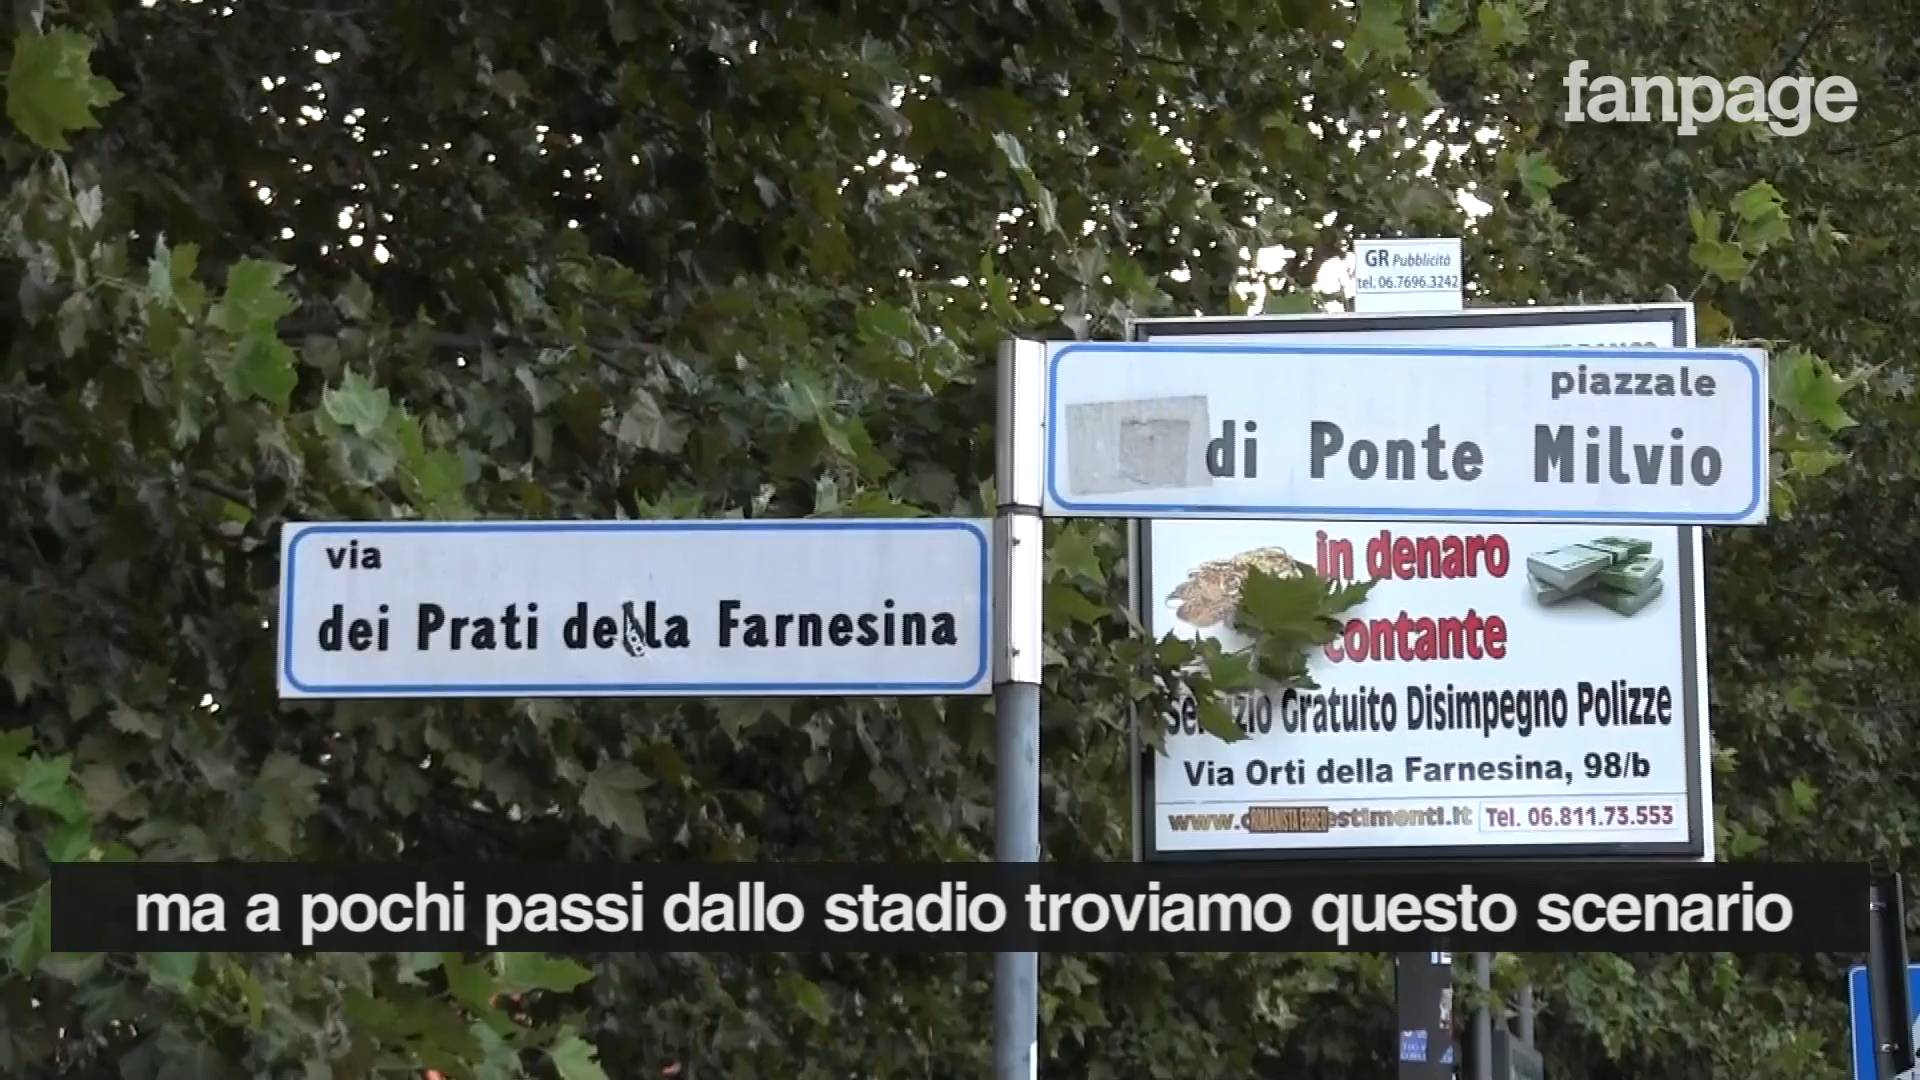 fanpage
GR Pubblicità
tel. 06.7696.3242
piazzale
di Ponte Milvio
via
dei Prati della Farnesina
in denaro
contante
Servizio Gratuito Disimpegno Polizze
Via Orti della Farnesina, 98/b
Tel. 06.811.73.553
ma a pochi passi dallo stadio troviamo questo scenario